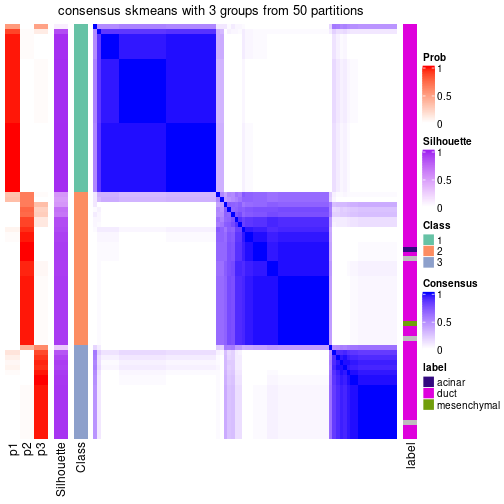 consensus skmeans with 3 groups from 50 partitions
Prob
1
0.5
0
Silhouette
1
0.5
0
Class
1
2
3
Consensus
1
0.5
0
label
acinar
duct
mesenchymal
p1
p2
p3
Silhouette
Class
label